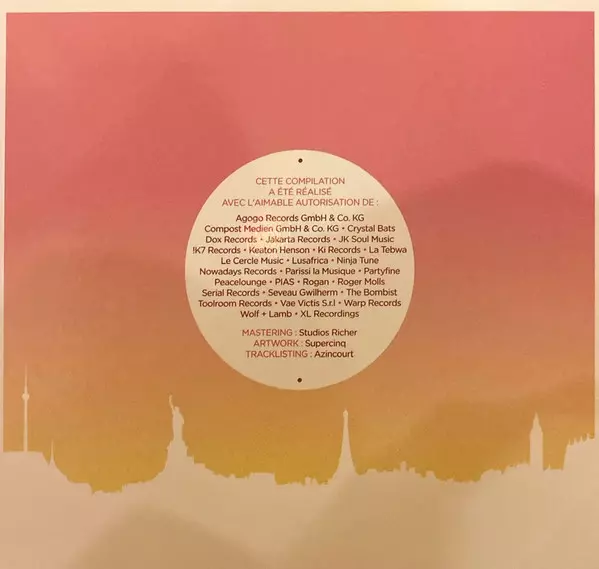 CETTE COMPILATION
A ÉTÉ RÉALISÉ
AVEC L'AIMABLE AUTORISATION DE :
Agogo Records GmbH & Co. KG
Compost Medien GmbH & Co. KG • Crystal Bats
Dox Records • Jakarta Records • JK Soul Music
!K7 Records • Keaton Henson • Ki Records • La Tebwa
Le Cercle Music • Lusafrica • Ninja Tune
Nowadays Records • Parissi la Musique • Partyfine
Peacelounge • PIAS • Rogan • Roger Molls
Serial Records • Seveau Gwilherm • The Bombist
Toolroom Records • Vae Victis S.r.l • Warp Records
Wolf + Lamb • XL Recordings
MASTERING : Studios Richer
ARTWORK : Supercinq
TRACKLISTING : Azincourt